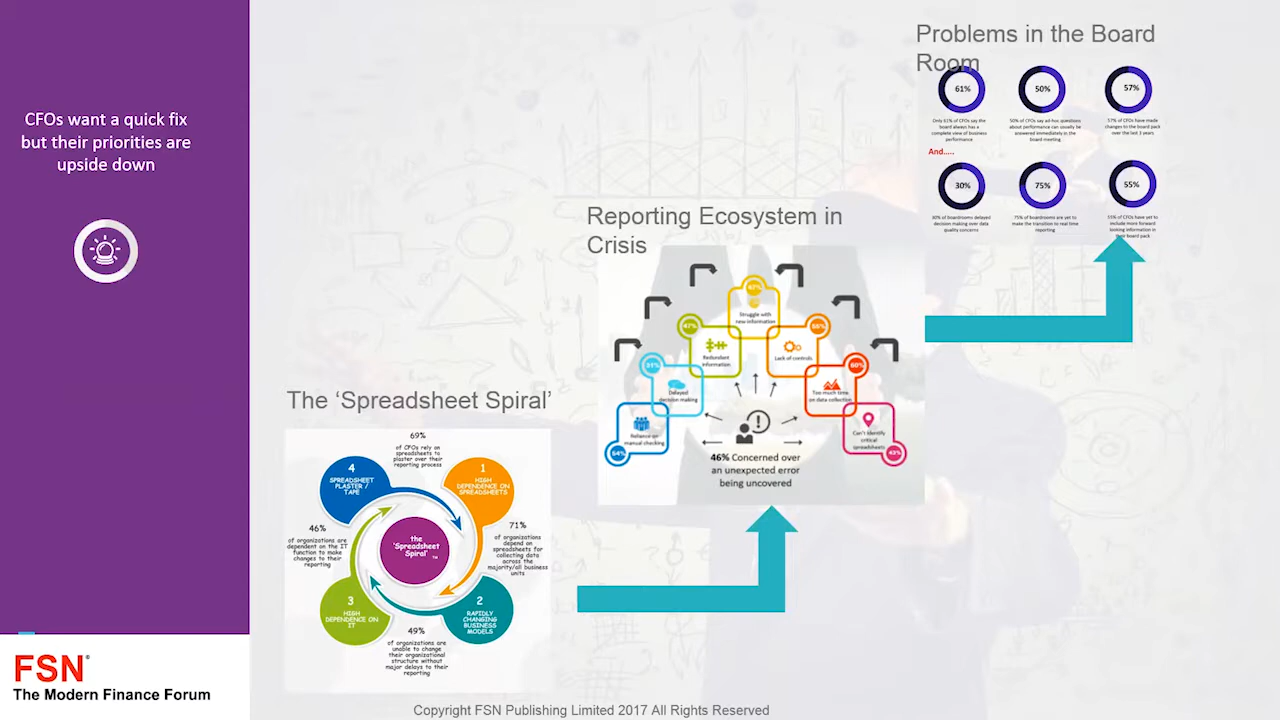 CFOs want a quick fix
but their priorities are
upside down
FSN®
The Modern Finance Forum
The ‘Spreadsheet Spiral’
69%
of CFOs rely on
spreadsheets to
plaster over their
reporting process
4
SPREADSHEET
PLASTER /
TAPE
1
HIGH
DEPENDENCE ON
SPREADSHEETS
46%
of organizations are
dependent on the IT
function to make
changes to their
reporting
the
'Spreadsheet
Spiral'
TM
71%
of organizations
depend on
spreadsheets for
collecting data
across the
majority/all business
units
3
HIGH
DEPENDENCE ON
IT
2
RAPIDLY
CHANGING
BUSINESS
MODELS
49%
of organizations are
unable to change
their organizational
structure without
major delays to their
reporting
Reporting Ecosystem in
Crisis
67%
Struggle with
new information
47%
Redundant
information
56%
Lack of controls
51%
Delayed
decision making
60%
Too much time
on data collection
Reliance on
manual checking
54%
Can't identify
critical
spreadsheets
43%
46% Concerned over
an unexpected error
being uncovered
Problems in the Board
Room
61%
50%
57%
Only 61% of CFOs say the
board always has a
complete view of business
performance
50% of CFOs say ad-hoc questions
about performance can usually be
answered immediately in the
board meeting
57% of CFOs have made
changes to the board pack
over the last 3 years
And.....
30%
75%
55%
30% of boardrooms delayed
decision making over data
quality concerns
75% of boardrooms are yet to
make the transition to real time
reporting
55% of CFOs have yet to
include more forward
looking information in
their board pack
Copyright FSN Publishing Limited 2017 All Rights Reserved